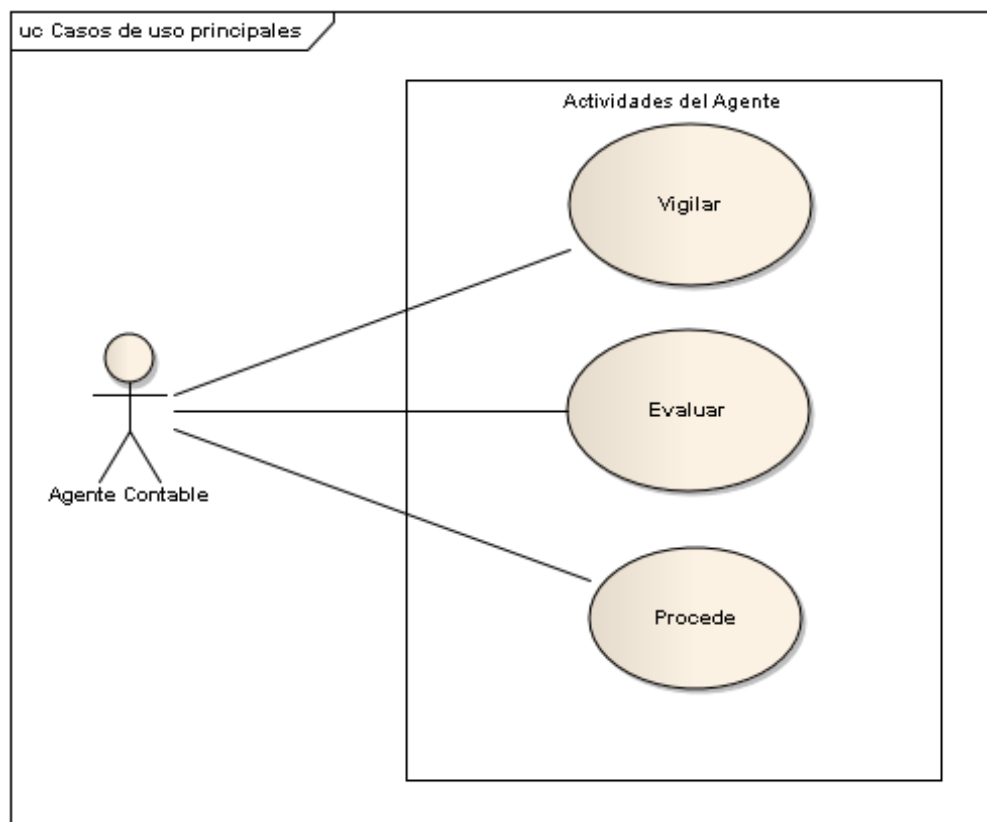 uc Casos de uso principales
Actividades del Agente
Vigilar
Evaluar
Agente Contable
Procede